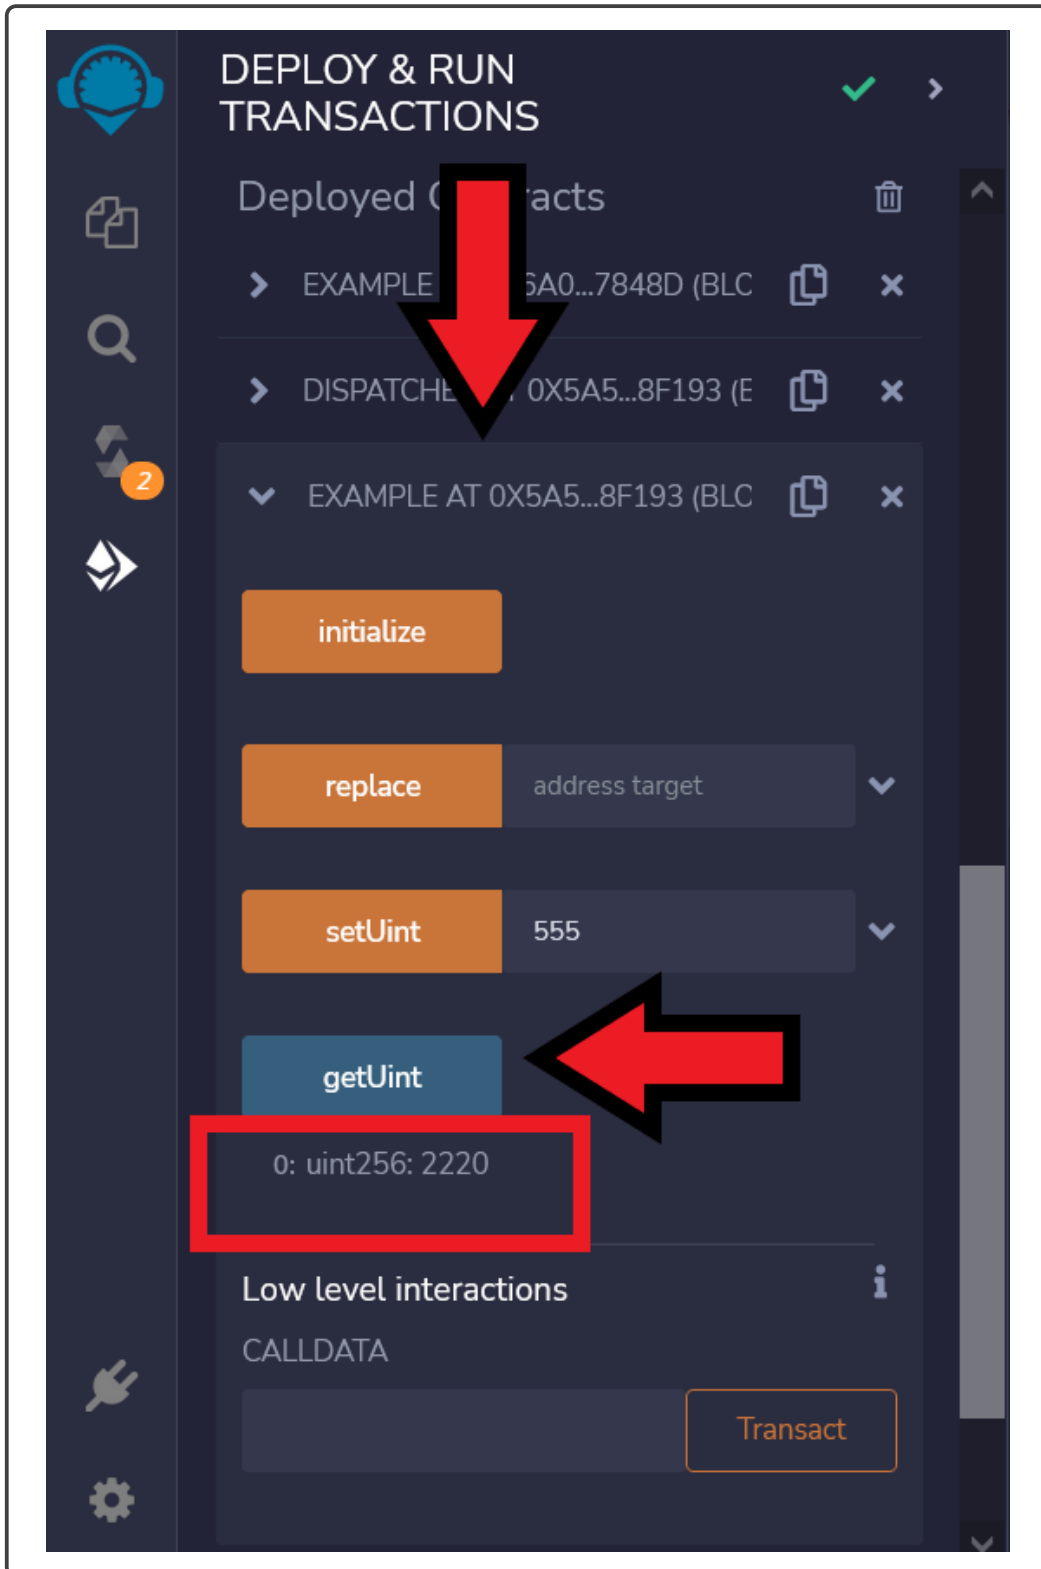 DEPLOY & RUN
TRANSACTIONS
Deployed acts
EXAMPLE 6A0...7848D (BLC
DISPATCHE 0X5A5...8F193 (E
EXAMPLE AT 0X5A5...8F193 (BLC
2
initialize
replace address target
setUint 555
getUint
0: uint256: 2220
Low level interactions
i
CALLDATA
Transact